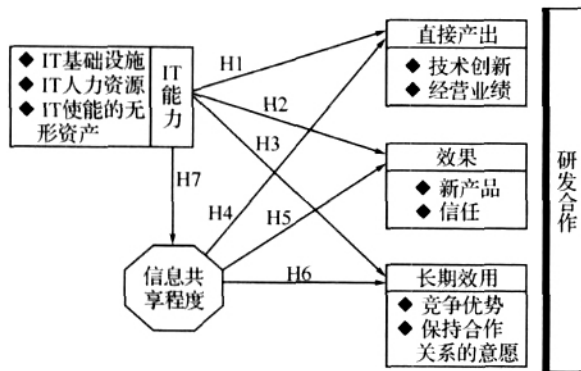 ◆ IT基础设施
◆ IT人力资源
◆ IT使能的无
形资产
IT
能
力
H1
H2
H3
H4
H5
H6
H7
信息共
享程度
直接产出
◆ 技术创新
◆ 经营业绩
效果
◆ 新产品
◆ 信任
长期效用
◆ 竞争优势
◆ 保持合作
关系的意愿
研
发
合
作